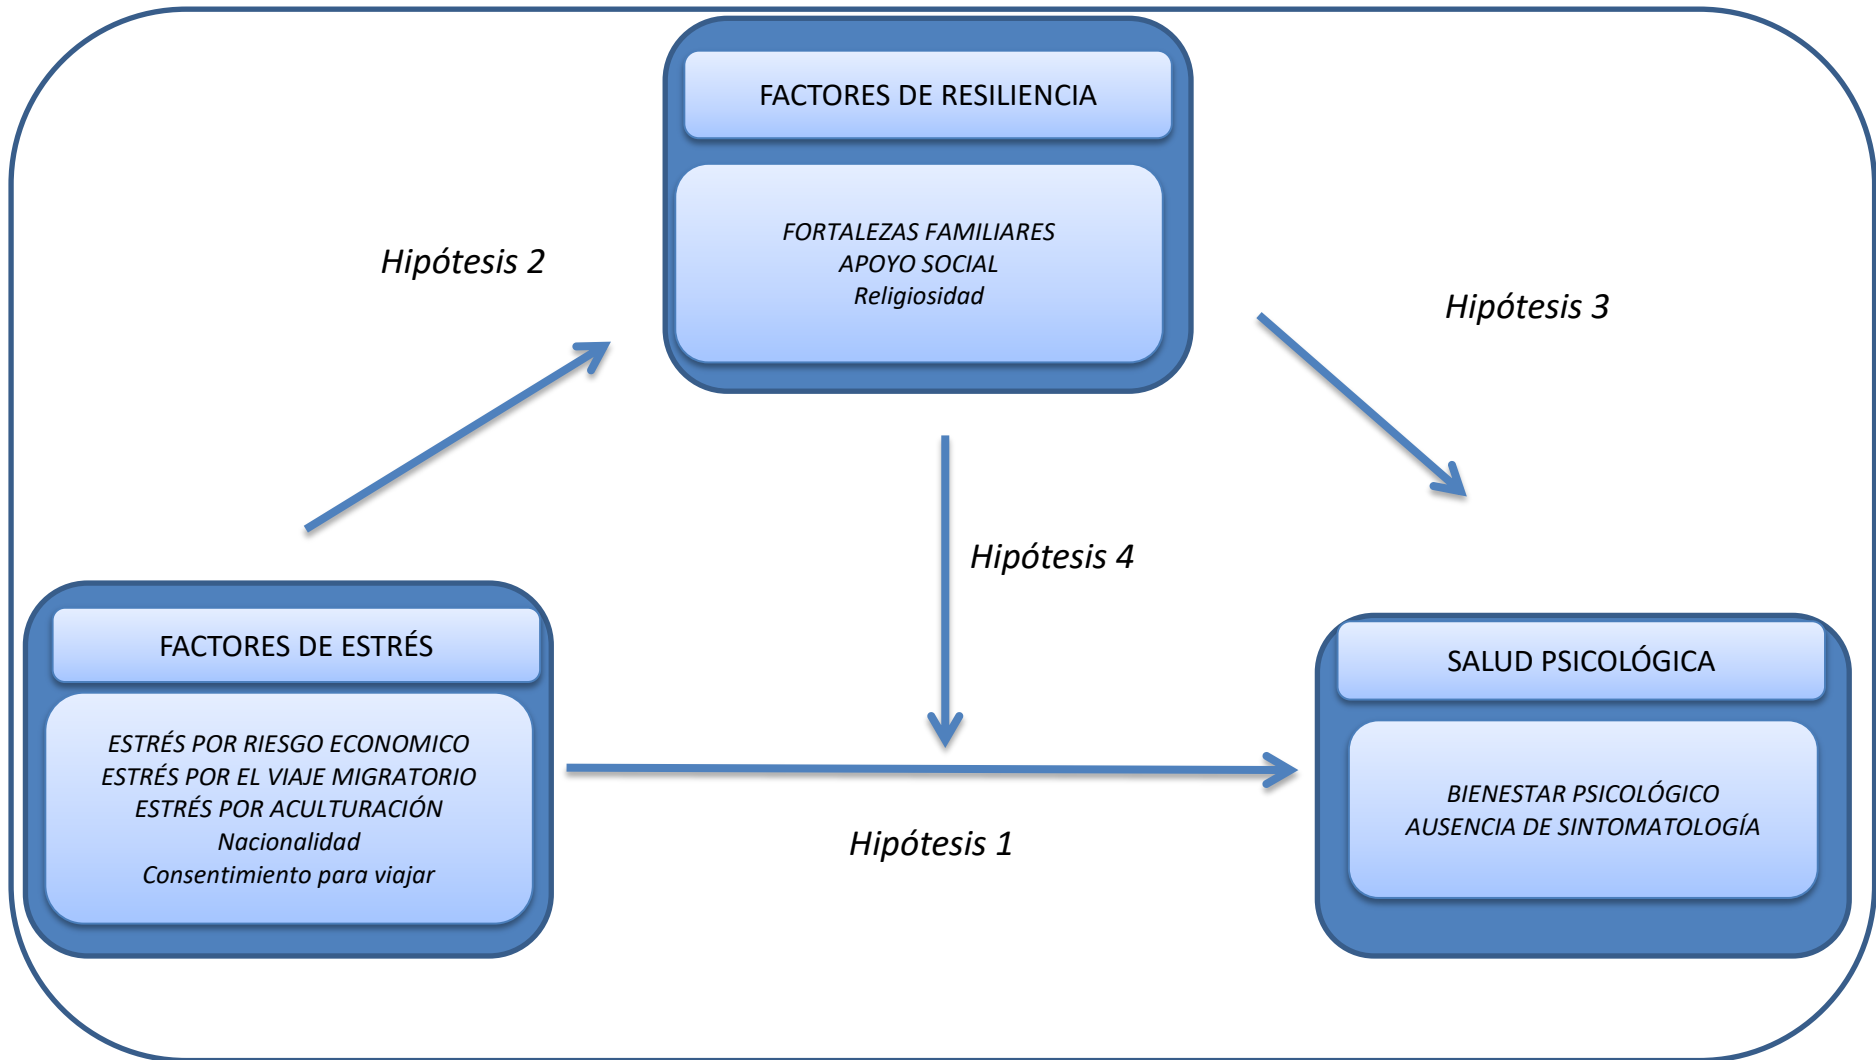 FACTORES DE RESILIENCIA
FORTALEZAS FAMILIARES
APOYO SOCIAL
Religiosidad
Hipótesis 2
Hipótesis 3
Hipótesis 4
FACTORES DE ESTRÉS
ESTRÉS POR RIESGO ECONOMICO
ESTRÉS POR EL VIAJE MIGRATORIO
ESTRÉS POR ACULTURACIÓN
Nacionalidad
Consentimiento para viajar
Hipótesis 1
SALUD PSICOLÓGICA
BIENESTAR PSICOLÓGICO
AUSENCIA DE SINTOMATOLOGÍA